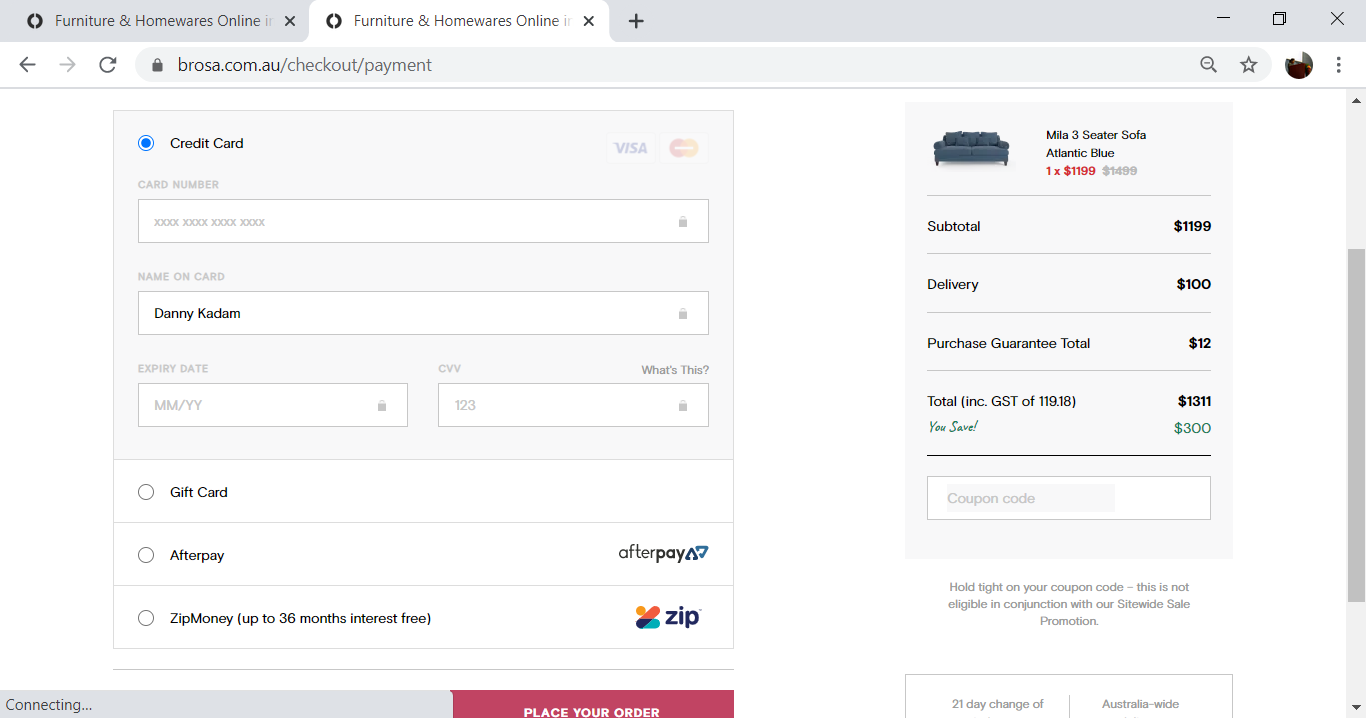 Furniture & Homewares Online in
Furniture & Homewares Online in
brosa.com.au/checkout/payment
Credit Card
VISA
CARD NUMBER
xxxx xxxx xxxx xxxx
NAME ON CARD
Danny Kadam
EXPIRY DATE
CVV
What's This?
MM/YY
123
Gift Card
Afterpay
afterpay
ZipMoney (up to 36 months interest free)
zip
Connecting...
PLACE YOUR ORDER
Mila 3 Seater Sofa
Atlantic Blue
1 x $1199 $1499
Subtotal $1199
Delivery $100
Purchase Guarantee Total $12
Total (inc. GST of 119.18) $1311
You Save! $300
Coupon code
Hold tight on your coupon code – this is not
eligible in conjunction with our Sitewide Sale
Promotion.
21 day change of
Australia-wide